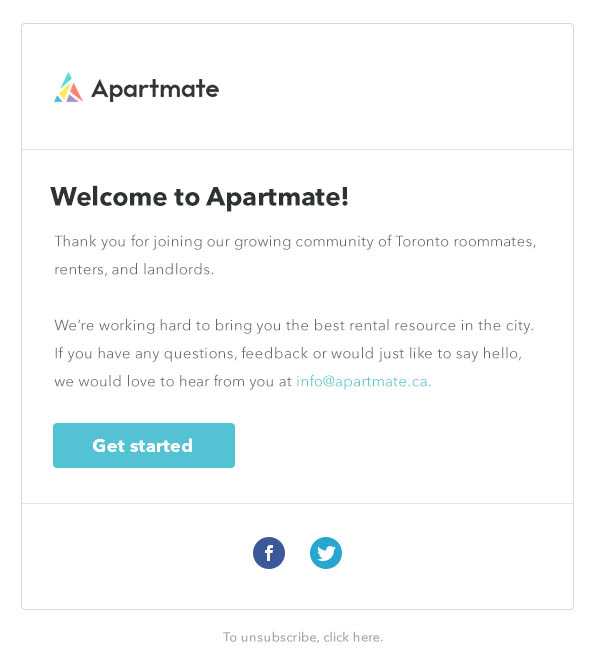 Apartmate
Welcome to Apartmate!
Thank you for joining our growing community of Toronto roommates,
renters, and landlords.
We’re working hard to bring you the best rental resource in the city.
If you have any questions, feedback or would just like to say hello,
we would love to hear from you at info@apartmate.ca.
Get started
To unsubscribe, click here.